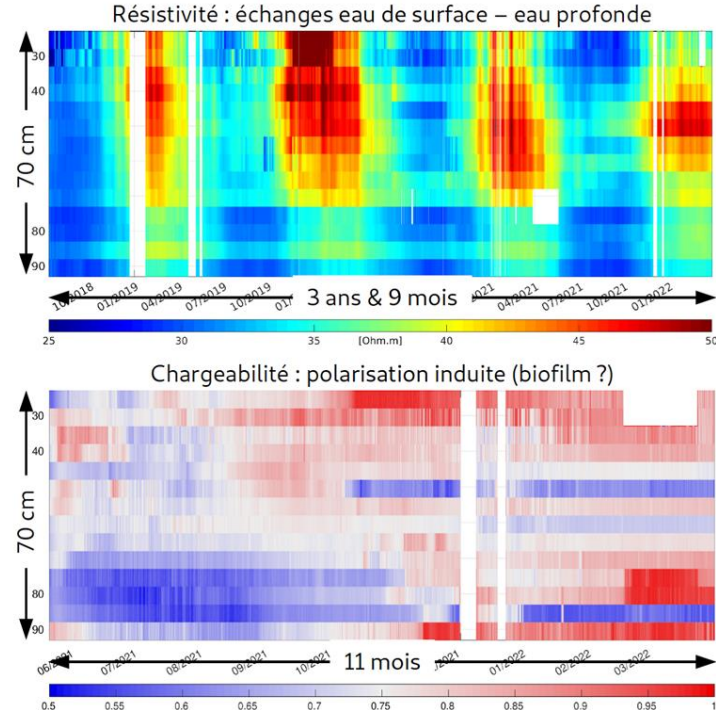 Résistivité : échanges eau de surface – eau profonde
30
40
70 cm
80
90
10/2018 01/2019 04/2019 07/2019 10/2019 3 ans & 9 mois 04/2021 07/2021 10/2021 01/2022
25 30 35 [Ohm.m] 40 45 50
Chargeabilité : polarisation induite (biofilm ?)
30
40
70 cm
80
90
06/2021 07/2021 08/2021 09/2021 10/2021 11 mois 01/2022 02/2022 03/2022
0.5 0.55 0.6 0.65 0.7 0.75 0.8 0.85 0.9 0.95 1